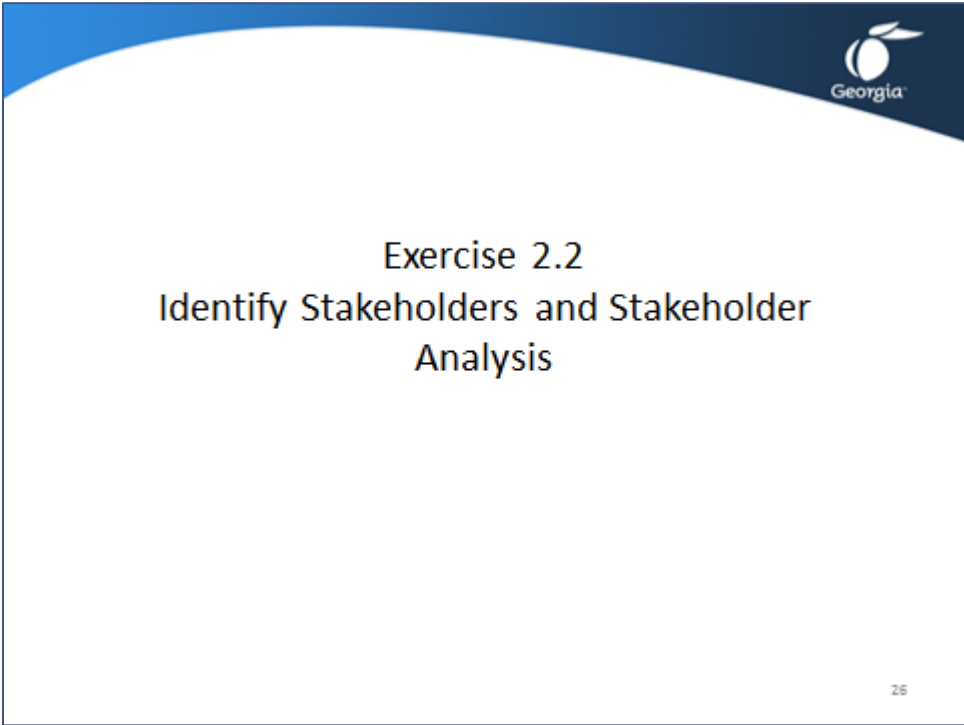 Georgia
Exercise 2.2
Identify Stakeholders and Stakeholder
Analysis
26